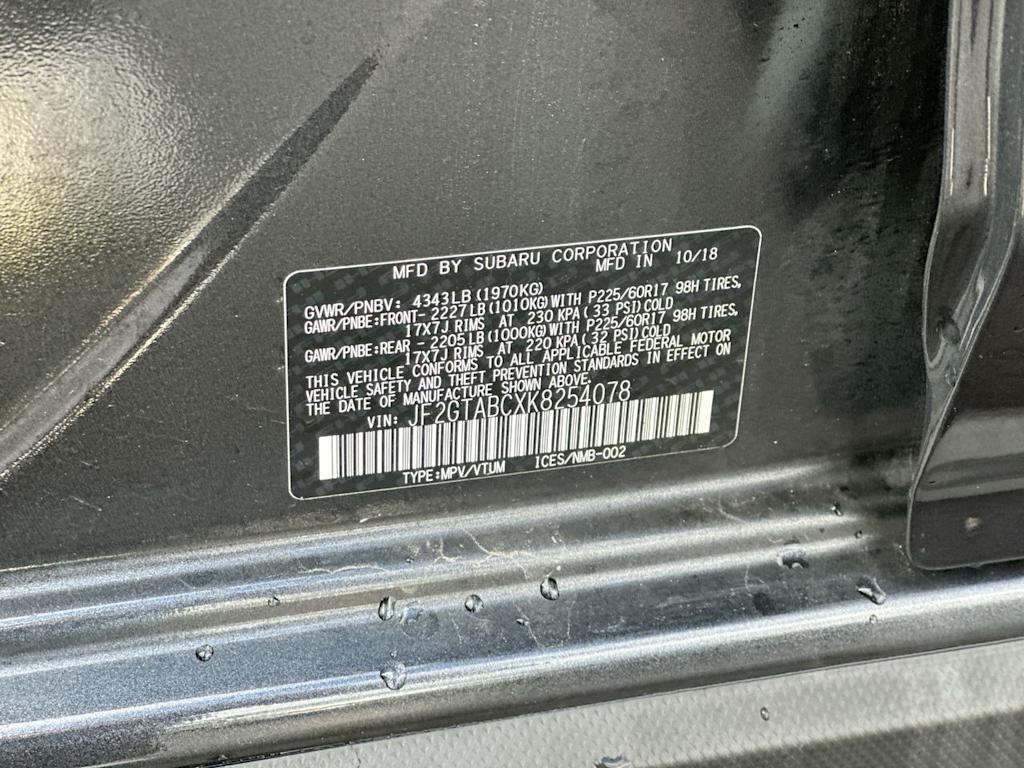 MFD BY SUBARU CORPORATION
MFD IN 10/18
GVWR/PNBV: 4343LB (1970KG)
GAWR/PNBE:FRONT- 2227LB (1010KG) WITH P225/60R17 98H TIRES,
17X7J RIMS AT 230 KPA (33 PSI) COLD
GAWR/PNBE:REAR - 2205LB (1000KG) WITH P225/60R17 98H TIRES,
17X7J RIMS AT 220 KPA (32 PSI) COLD
THIS VEHICLE CONFORMS TO ALL APPLICABLE FEDERAL MOTOR
VEHICLE SAFETY AND THEFT PREVENTION STANDARDS IN EFFECT ON
THE DATE OF MANUFACTURE SHOWN ABOVE.
VIN: JF2GTABCXK8254078
TYPE:MPV/VTUM ICES/NMB-002